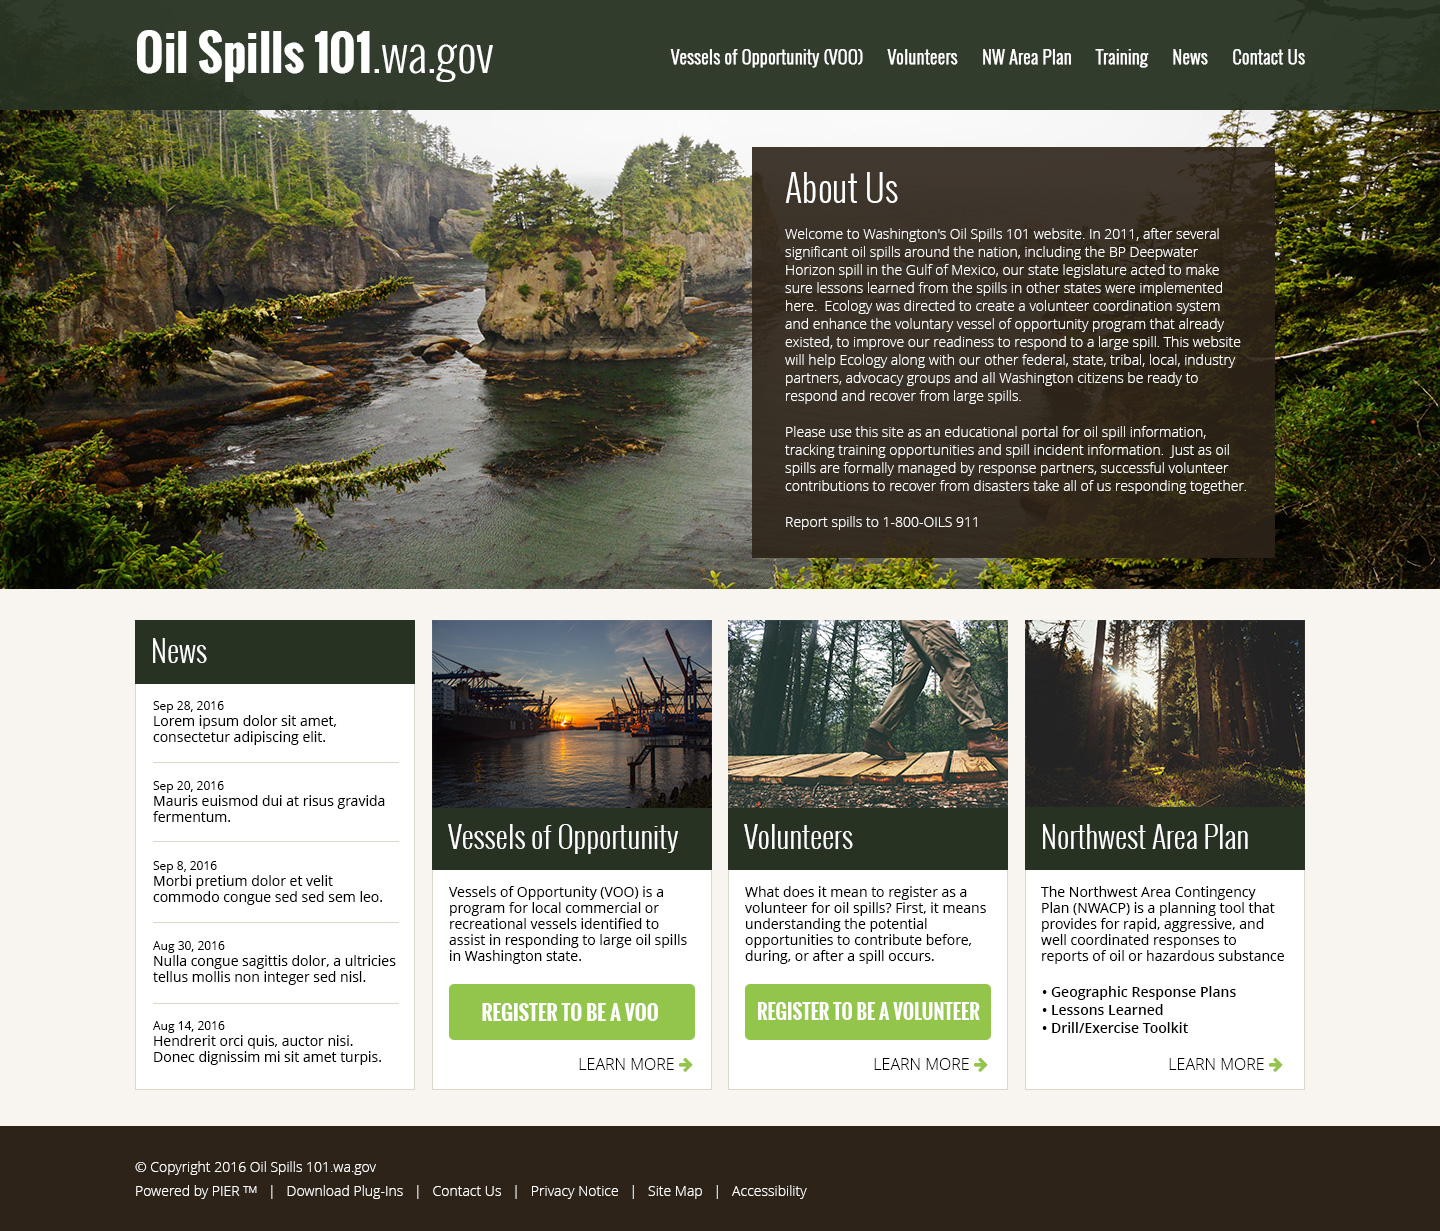 Oil Spills 101.wa.gov
Vessels of Opportunity (VOO) Volunteers NW Area Plan Training News Contact Us
About Us
Welcome to Washington's Oil Spills 101 website. In 2011, after several
significant oil spills around the nation, including the BP Deepwater
Horizon spill in the Gulf of Mexico, our state legislature acted to make
sure lessons learned from the spills in other states were implemented
here.  Ecology was directed to create a volunteer coordination system
and enhance the voluntary vessel of opportunity program that already
existed, to improve our readiness to respond to a large spill. This website
will help Ecology along with our other federal, state, tribal, local, industry
partners, advocacy groups and all Washington citizens be ready to
respond and recover from large spills.
Please use this site as an educational portal for oil spill information,
tracking training opportunities and spill incident information.  Just as oil
spills are formally managed by response partners, successful volunteer
contributions to recover from disasters take all of us responding together.
Report spills to 1-800-OILS 911
News
Sep 28, 2016
Lorem ipsum dolor sit amet,
consectetur adipiscing elit.
Sep 20, 2016
Mauris euismod dui at risus gravida
fermentum.
Sep 8, 2016
Morbi pretium dolor et velit
commodo congue sed sed sem leo.
Aug 30, 2016
Nulla congue sagittis dolor, a ultricies
tellus mollis non integer sed nisl.
Aug 14, 2016
Hendrerit orci quis, auctor nisi.
Donec dignissim mi sit amet turpis.
Vessels of Opportunity
Vessels of Opportunity (VOO) is a
program for local commercial or
recreational vessels identified to
assist in responding to large oil spills
in Washington state.
REGISTER TO BE A VOO
LEARN MORE
Volunteers
What does it mean to register as a
volunteer for oil spills? First, it means
understanding the potential
opportunities to contribute before,
during, or after a spill occurs.
REGISTER TO BE A VOLUNTEER
LEARN MORE
Northwest Area Plan
The Northwest Area Contingency
Plan (NWACP) is a planning tool that
provides for rapid, aggressive, and
well coordinated responses to
reports of oil or hazardous substance
• Geographic Response Plans
• Lessons Learned
• Drill/Exercise Toolkit
LEARN MORE
© Copyright 2016 Oil Spills 101.wa.gov
Powered by PIER ™ | Download Plug-Ins | Contact Us | Privacy Notice | Site Map | Accessibility